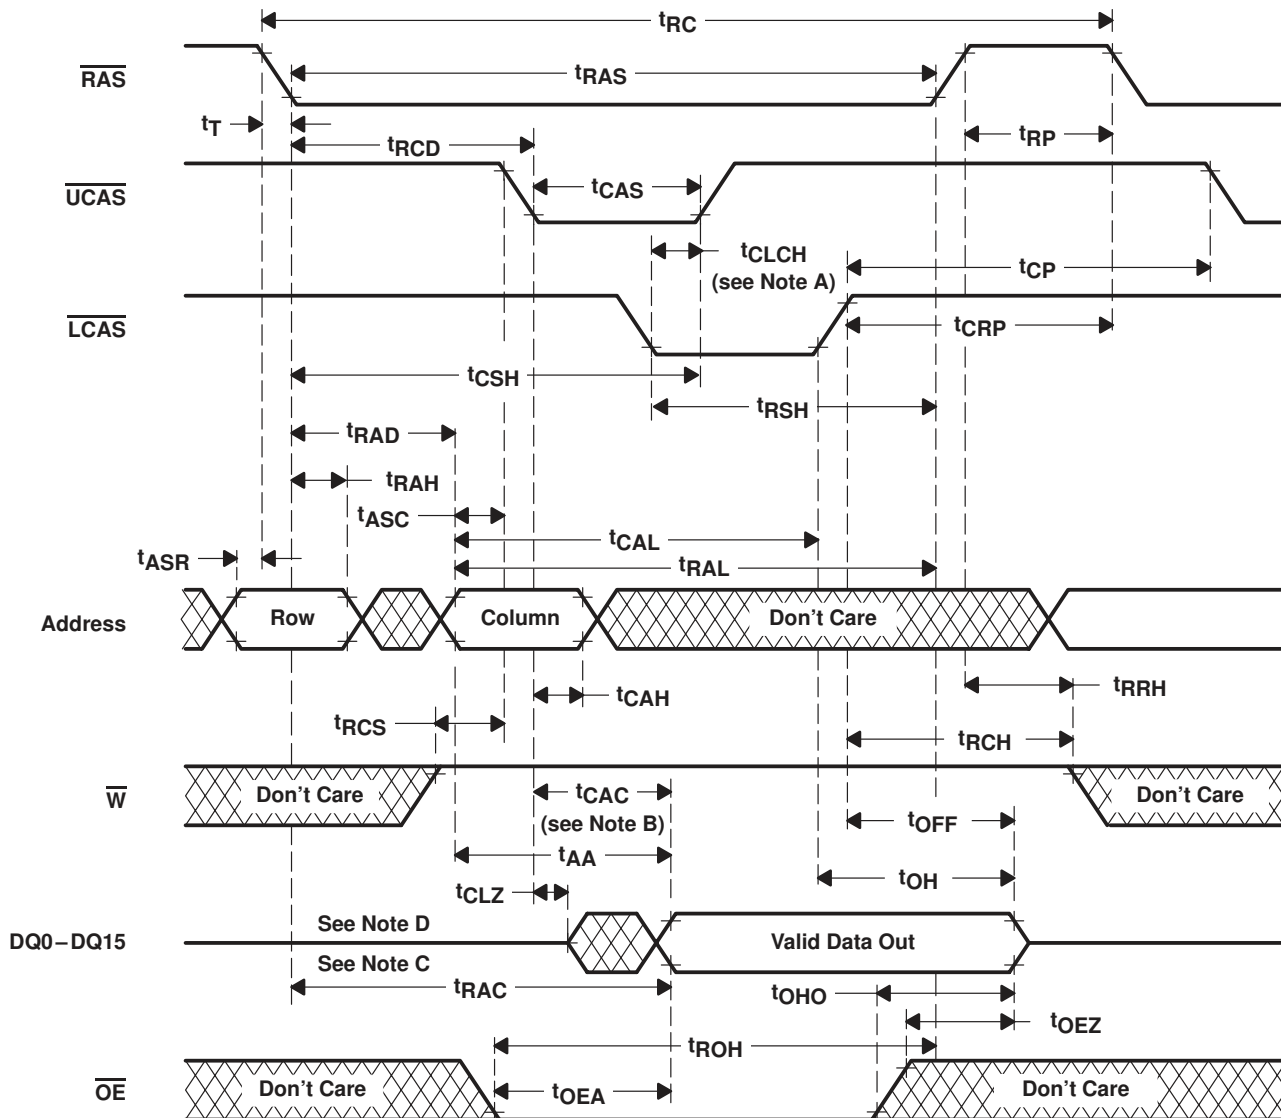 tRC
RAS
tRAS
tT
tRCD
tRP
UCAS
tCAS
tCLCH
(see Note A)
tCP
LCAS
tCRP
tCSH
tRSH
tRAD
tRAH
tASC
tCAL
tASR
tRAL
Address Row Column Don't Care
tRRH
tCAH
tRCS
tRCH
W Don't Care Don't Care
tCAC
(see Note B)
tOFF
tAA
tOH
tCLZ
See Note D
DQ0–DQ15 Valid Data Out
See Note C
tRAC
tOHO
tOEZ
tROH
OE Don't Care Don't Care
tOEA